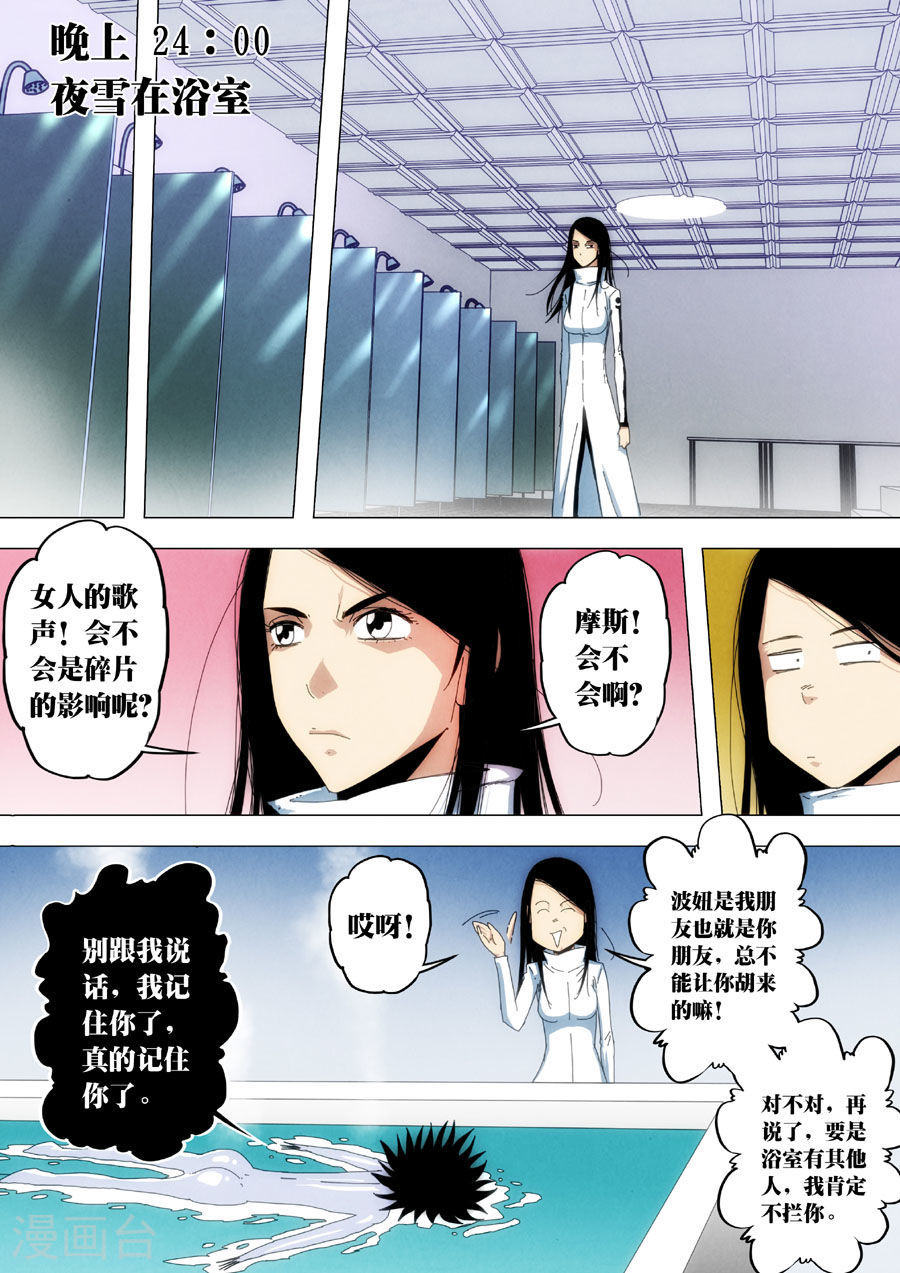 晚上 24：00
夜雪在浴室
女人的歌
声！会不
会是碎片
的影响呢？
摩斯！
会不
会啊？
别跟我说
话，我记
住你了，
真的记住
你了。
哎呀！
波妞是我朋
友也就是你
朋友，总不
能让你胡来
的嘛！
对不对，再
说了，要是
浴室有其他
人，我肯定
不拦你。
漫画台